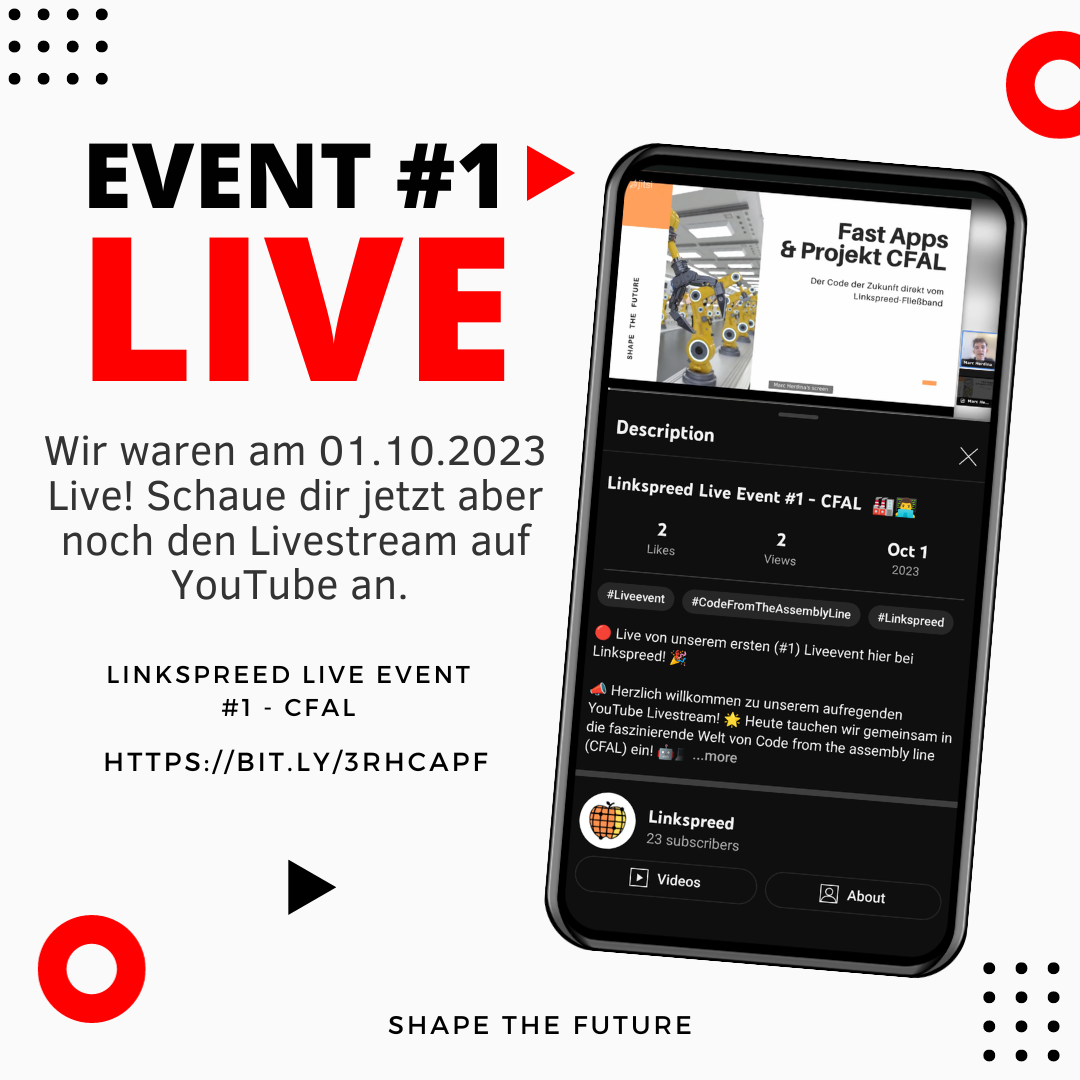 EVENT #1
LIVE
Wir waren am 01.10.2023
Live! Schaue dir jetzt aber
noch den Livestream auf
YouTube an.
LINKSPREED LIVE EVENT
#1 - CFAL
HTTPS://BIT.LY/3RHCAPF
jitsi
SHAPE THE FUTURE
Fast Apps
& Projekt CFAL
Der Code der Zukunft direkt vom
Linkspreed-Fließband
Marc Herdina's screen
Marc Herdina
Marc He...
Description
Linkspreed Live Event #1 - CFAL 🏭👨‍💻
2 2 Oct 1
Likes Views 2023
#Liveevent #CodeFromTheAssemblyLine #Linkspreed
🔴 Live von unserem ersten (#1) Liveevent hier bei
Linkspreed! 🎉
📣 Herzlich willkommen zu unserem aufregenden
YouTube Livestream! 🌟 Heute tauchen wir gemeinsam in
die faszinierende Welt von Code from the assembly line
(CFAL) ein! 🤖 ...more
Linkspreed
23 subscribers
Videos About
SHAPE THE FUTURE